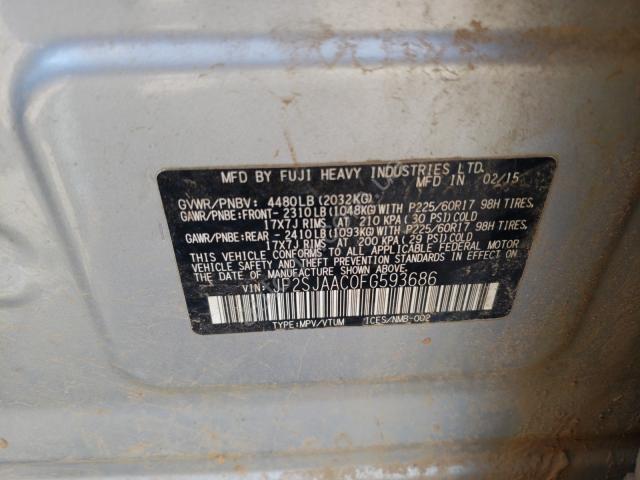 MFD BY FUJI HEAVY INDUSTRIES LTD.
MFD IN 02/15
GVWR/PNBV: 4480LB (2032KG)
GAWR/PNBE:FRONT- 2310LB (1048KG) WITH P225/60R17 98H TIRES,
17X7J RIMS AT 210 KPA (30 PSI) COLD
GAWR/PNBE:REAR - 2410LB (1093KG) WITH P225/60R17 98H TIRES,
17X7J RIMS AT 200 KPA (29 PSI) COLD
THIS VEHICLE CONFORMS TO ALL APPLICABLE FEDERAL MOTOR
VEHICLE SAFETY AND THEFT PREVENTION STANDARDS IN EFFECT
ON THE DATE OF MANUFACTURE SHOWN ABOVE.
VIN: JF2SJAAC0FG593686
TYPE:MPV/VTUM ICES/NMB-002